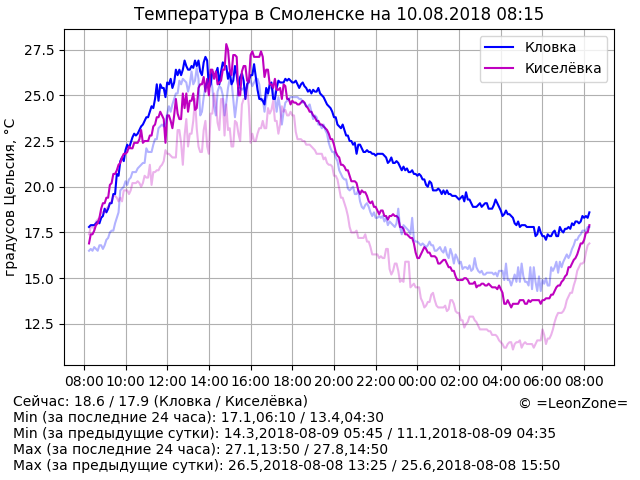 Температура в Смоленске на 10.08.2018 08:15
Кловка
Киселёвка
градусов Цельсия, °C
27.5
25.0
22.5
20.0
17.5
15.0
12.5
08:00 10:00 12:00 14:00 16:00 18:00 20:00 22:00 00:00 02:00 04:00 06:00 08:00
Сейчас: 18.6 / 17.9 (Кловка / Киселёвка)
© =LeonZone=
Min (за последние 24 часа): 17.1,06:10 / 13.4,04:30
Min (за предыдущие сутки): 14.3,2018-08-09 05:45 / 11.1,2018-08-09 04:35
Max (за последние 24 часа): 27.1,13:50 / 27.8,14:50
Max (за предыдущие сутки): 26.5,2018-08-08 13:25 / 25.6,2018-08-08 15:50